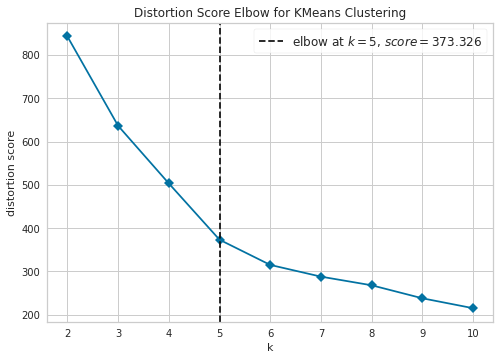 Distortion Score Elbow for KMeans Clustering
elbow at k = 5, score = 373.326
800
700
600
500
400
300
200
distortion score
2 3 4 5 6 7 8 9 10
k